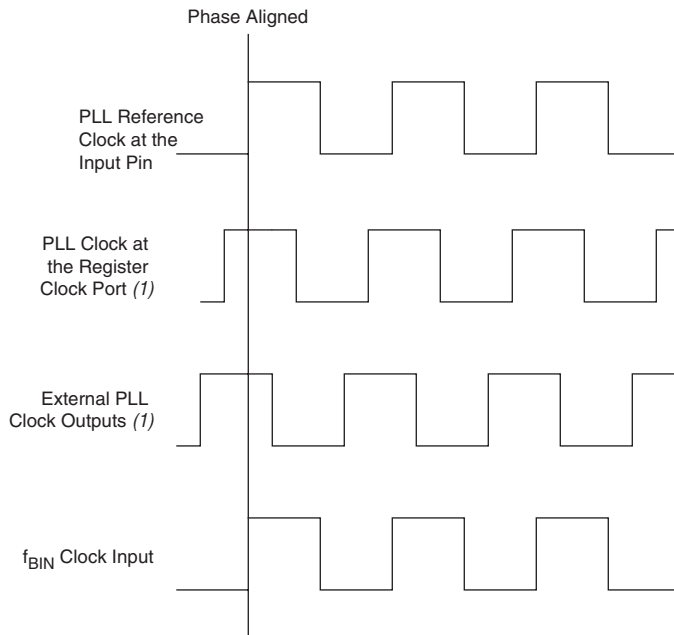 Phase Aligned
PLL Reference
Clock at the
Input Pin
PLL Clock at
the Register
Clock Port (1)
External PLL
Clock Outputs (1)
fBIN Clock Input